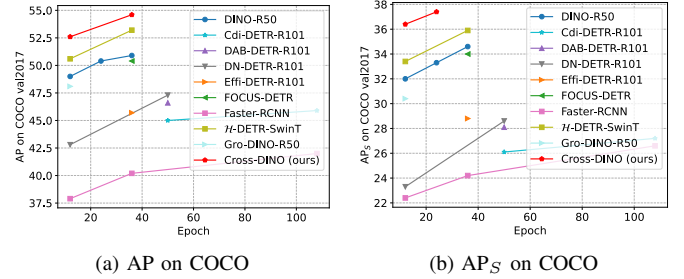 55.0
52.5
50.0
47.5
45.0
42.5
40.0
37.5
AP on COCO val2017
20 40 60 80 100
Epoch
DINO-R50
Cdi-DETR-R101
DAB-DETR-R101
DN-DETR-R101
Effi-DETR-R101
FOCUS-DETR
Faster-RCNN
ℋ-DETR-SwinT
Gro-DINO-R50
Cross-DINO (ours)
(a) AP on COCO
38
36
34
32
30
28
26
24
22
APS on COCO val2017
20 40 60 80 100
Epoch
DINO-R50
Cdi-DETR-R101
DAB-DETR-R101
DN-DETR-R101
Effi-DETR-R101
FOCUS-DETR
Faster-RCNN
ℋ-DETR-SwinT
Gro-DINO-R50
Cross-DINO (ours)
(b) APS on COCO